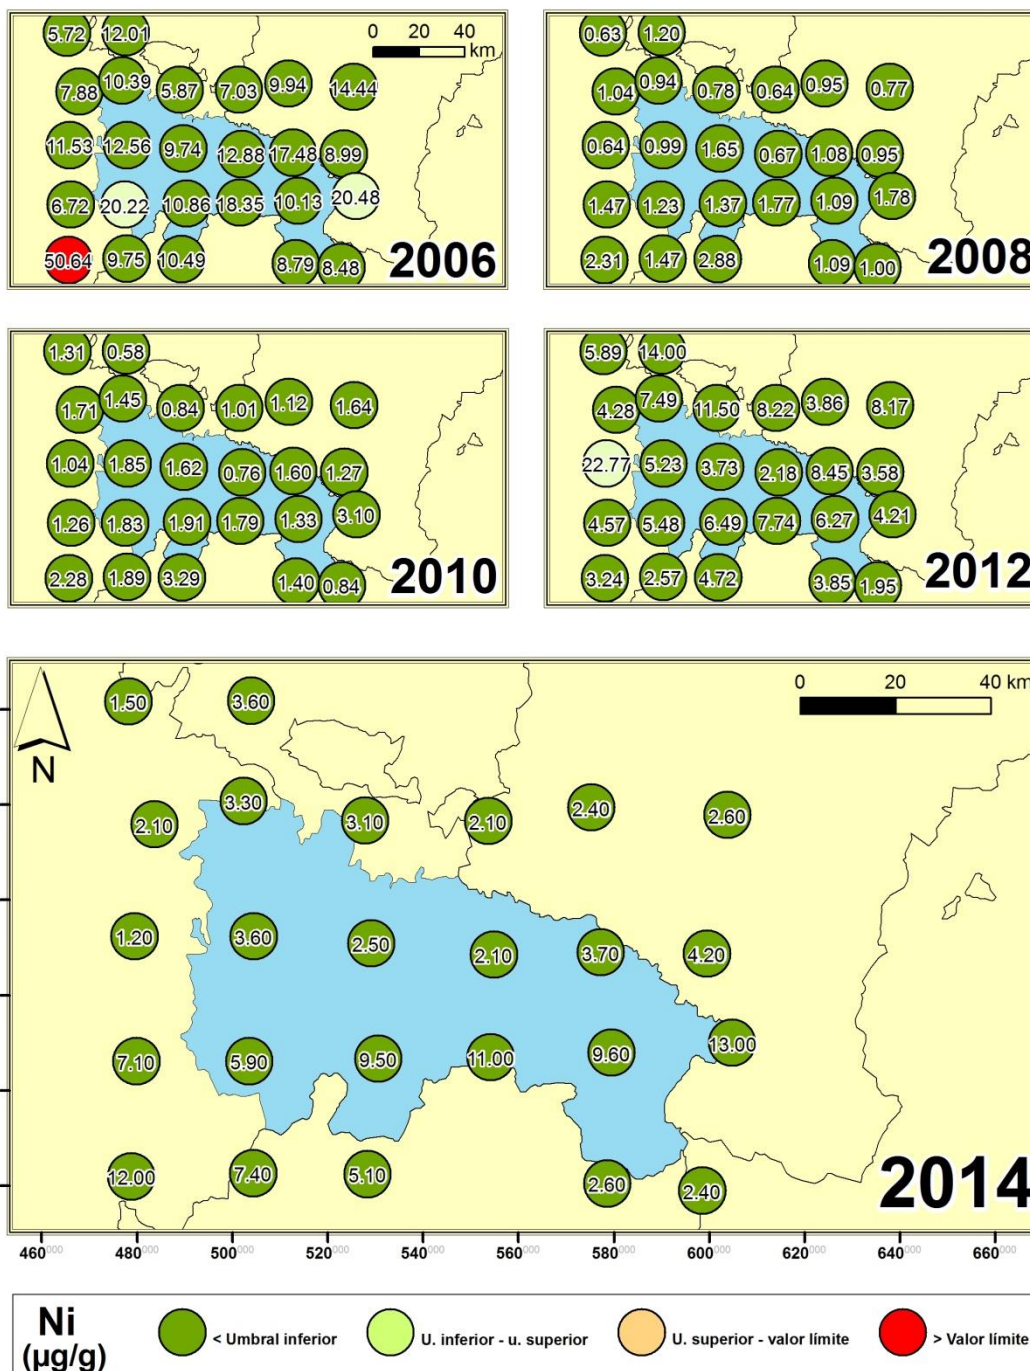 5.72 12.01
0 20 40
km
7.88 10.39 5.87 7.03 9.94 14.44
11.53 12.56 9.74 12.88 17.48 8.99
6.72 20.22 10.86 18.35 10.13 20.48
50.64 9.75 10.49 8.79 8.48
2006
0.63 1.20
1.04 0.94 0.78 0.64 0.95 0.77
0.64 0.99 1.65 0.67 1.08 0.95
1.47 1.23 1.37 1.77 1.09 1.78
2.31 1.47 2.88 1.09 1.00
2008
1.31 0.58
1.71 1.45 0.84 1.01 1.12 1.64
1.04 1.85 1.62 0.76 1.60 1.27
1.26 1.83 1.91 1.79 1.33 3.10
2.28 1.89 3.29 1.40 0.84
2010
5.89 14.00
4.28 7.49 11.50 8.22 3.86 8.17
22.77 5.23 3.73 2.18 8.45 3.58
4.57 5.48 6.49 7.74 6.27 4.21
3.24 2.57 4.72 3.85 1.95
2012
N
0 20 40 km
1.50 3.60
2.10 3.30 3.10 2.10 2.40 2.60
1.20 3.60 2.50 2.10 3.70 4.20
7.10 5.90 9.50 11.00 9.60 13.00
12.00 7.40 5.10 2.60 2.40
2014
460000 480000 500000 520000 540000 560000 580000 600000 620000 640000 660000
Ni
(µg/g)
< Umbral inferior
U. inferior - u. superior
U. superior - valor límite
> Valor límite